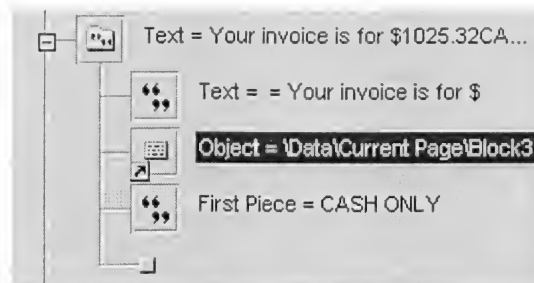 Text = Your invoice is for $1025.32CA...
Text = = Your invoice is for $
Object = \Data\Current Page\Block3
First Piece = CASH ONLY